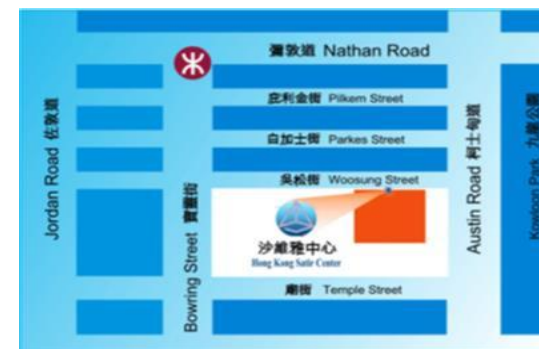 彌敦道 Nathan Road
庇利金街 Pilkem Street
白加士街 Parkes Street
吳松街 Woosung Street
沙維雅中心
Hong Kong Satir Center
廟街 Temple Street
Jordan Road 佐敦道
Bowring Street 寶靈街
Austin Road 柯士甸道
Kowloon Park 九龍公園